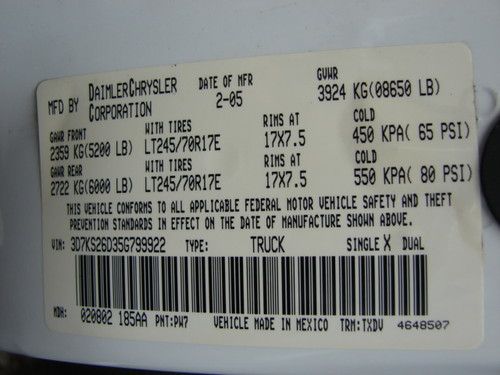 MFD BY DAIMLERCHRYSLER CORPORATION DATE OF MFR 2-05 GVWR 3924 KG(08650 LB)
GAWR FRONT WITH TIRES RIMS AT COLD
2359 KG(5200 LB) LT245/70R17E 17X7.5 450 KPA( 65 PSI)
GAWR REAR WITH TIRES RIMS AT COLD
2722 KG(6000 LB) LT245/70R17E 17X7.5 550 KPA( 80 PSI)
THIS VEHICLE CONFORMS TO ALL APPLICABLE FEDERAL MOTOR VEHICLE SAFETY AND THEFT
PREVENTION STANDARDS IN EFFECT ON THE DATE OF MANUFACTURE SHOWN ABOVE.
VIN: 3D7KS26D35G799922 TYPE: TRUCK SINGLE X DUAL
MDH: 020802 185AA PNT:PW7 VEHICLE MADE IN MEXICO TRM:TXDV 4648507